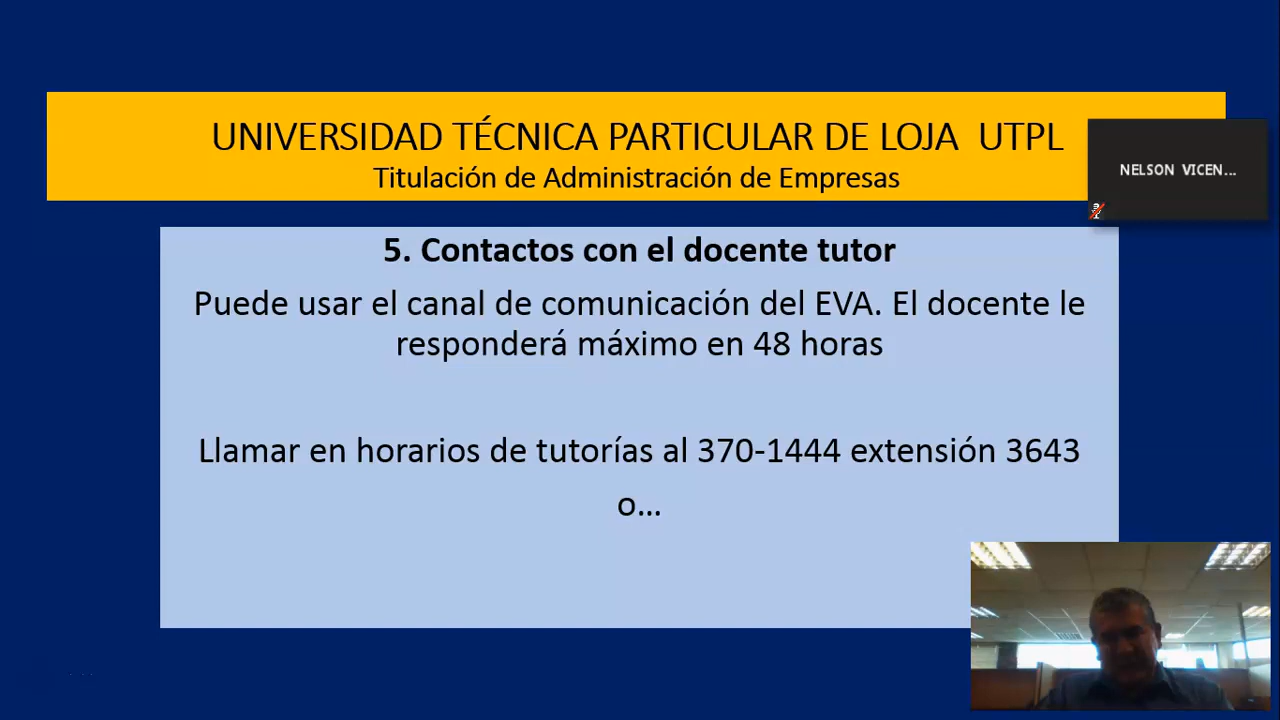 UNIVERSIDAD TÉCNICA PARTICULAR DE LOJA UTPL
Titulación de Administración de Empresas
NELSON VICEN...
5. Contactos con el docente tutor
Puede usar el canal de comunicación del EVA. El docente le
responderá máximo en 48 horas
Llamar en horarios de tutorías al 370-1444 extensión 3643
o...